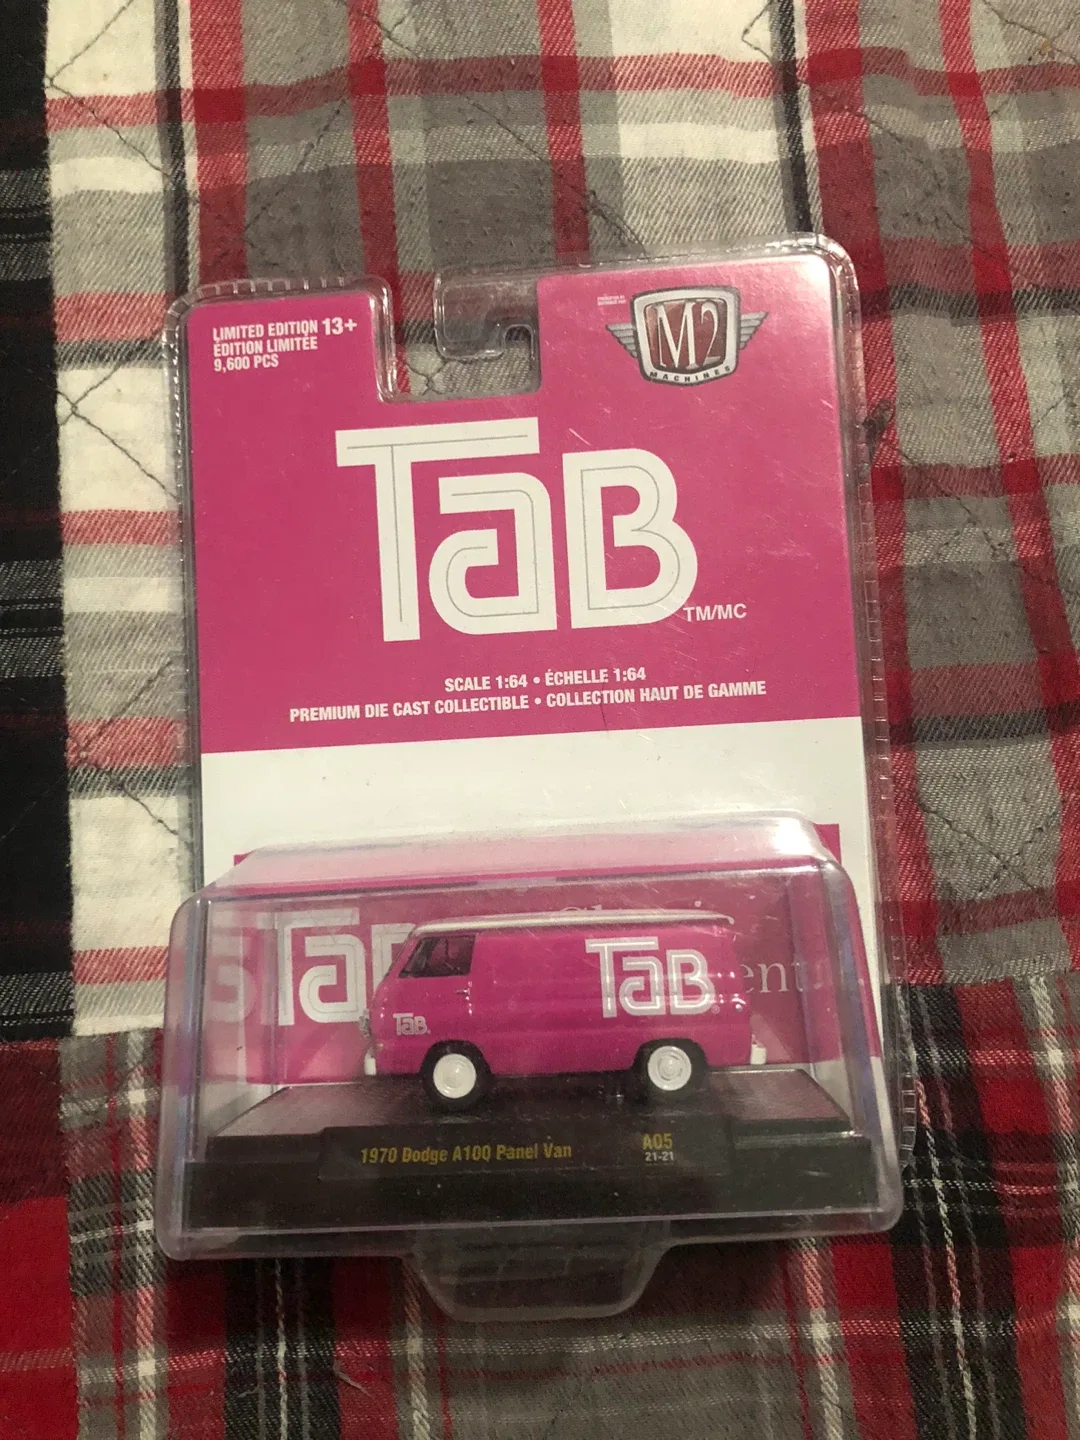 LIMITED EDITION 13+
ÉDITION LIMITÉE
9,600 PCS
M2
MACHINES
TaB
TM/MC
SCALE 1:64 • ÉCHELLE 1:64
PREMIUM DIE CAST COLLECTIBLE • COLLECTION HAUT DE GAMME
TaB
TaB.
1970 Dodge A100 Panel Van
A05
21-21